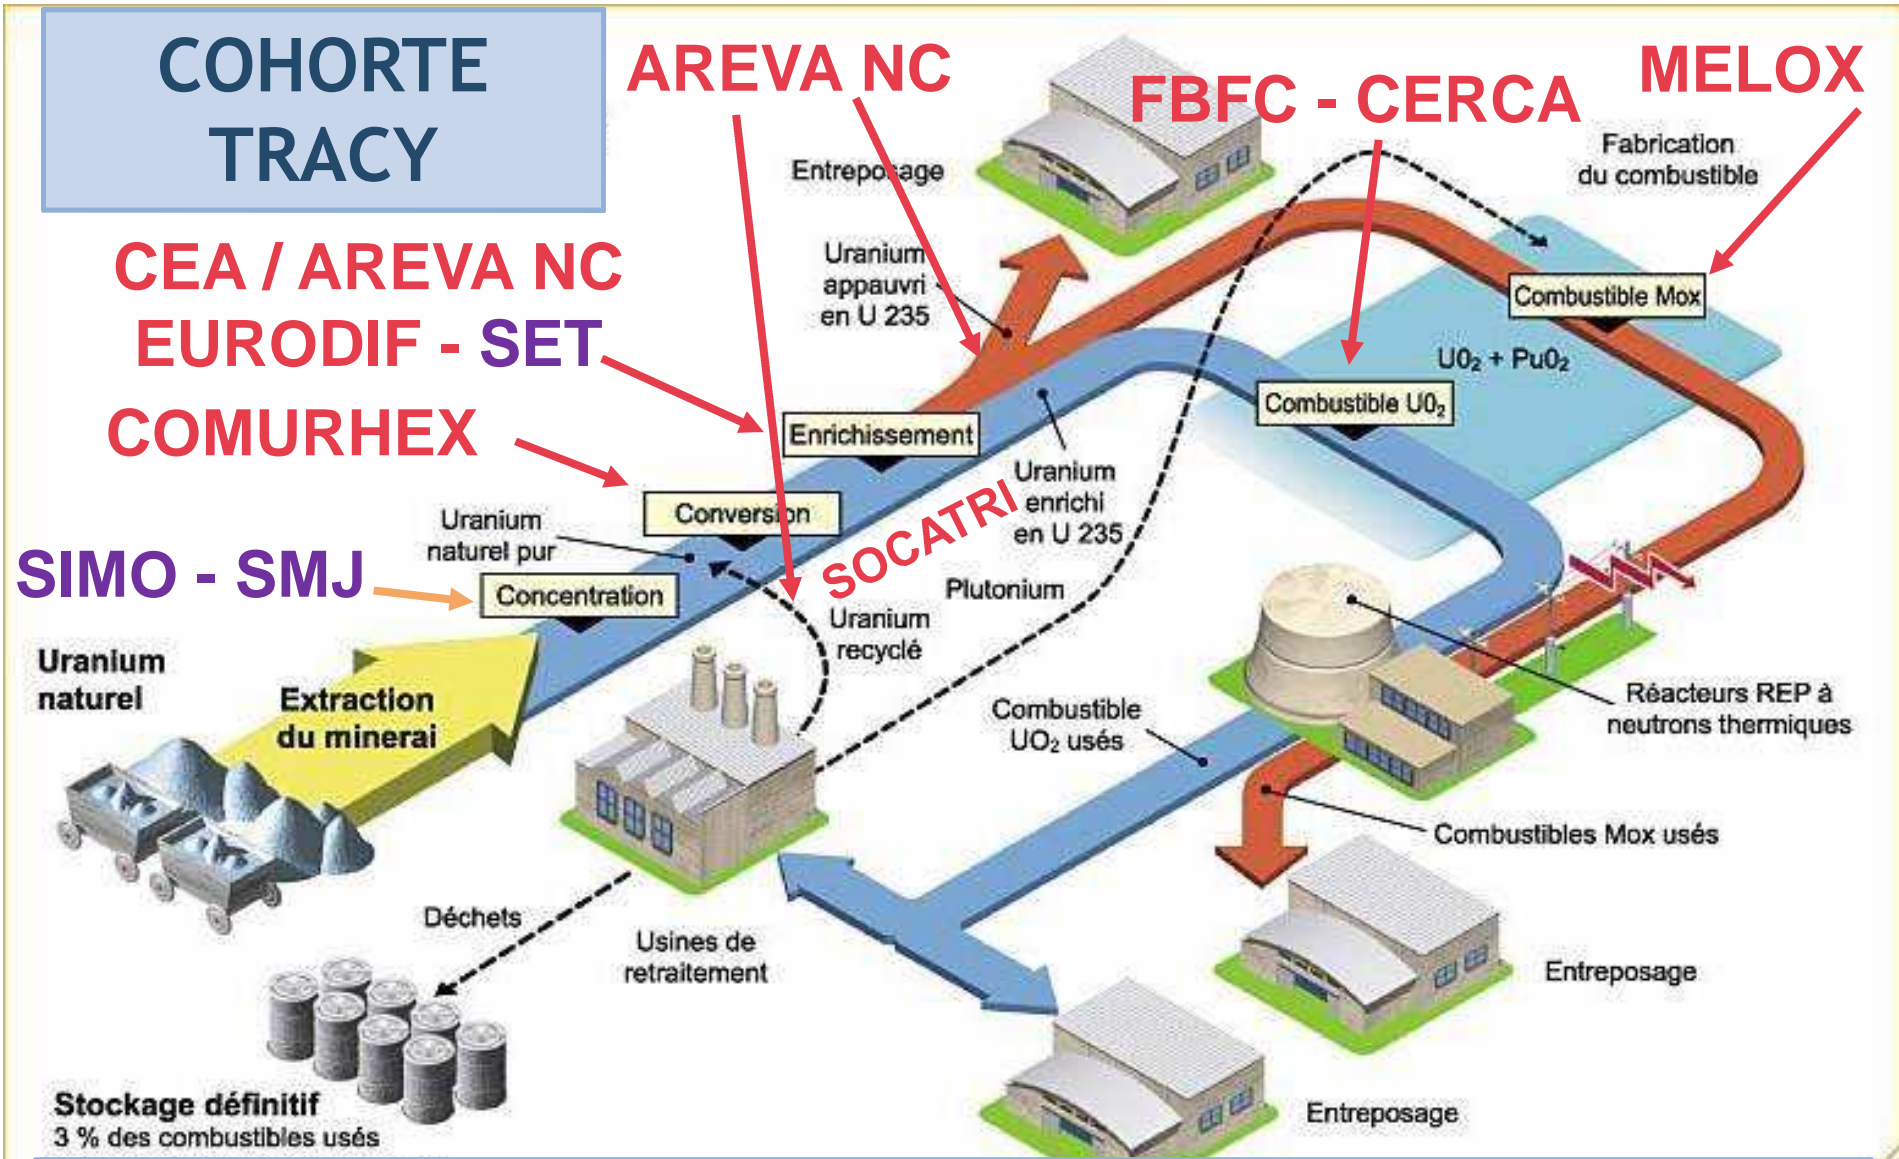 COHORTE
TRACY
AREVA NC
FBFC - CERCA
MELOX
Entreposage
Fabrication
du combustible
CEA / AREVA NC
EURODIF - SET
COMURHEX
SIMO - SMJ
Uranium
appauvri
en U 235
Combustible Mox
U0₂ + Pu0₂
Combustible U0₂
Enrichissement
Uranium
enrichi
en U 235
Conversion
SOCATRI
Uranium
naturel pur
Concentration
Plutonium
Uranium
recyclé
Uranium
naturel
Extraction
du minerai
Combustible
UO₂ usés
Réacteurs REP à
neutrons thermiques
Combustibles Mox usés
Déchets
Usines de
retraitement
Entreposage
Entreposage
Stockage définitif
3 % des combustibles usés